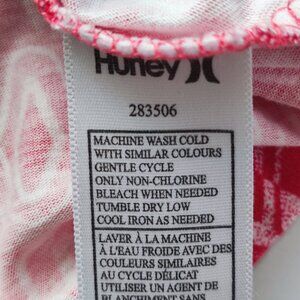 Hurley
283506
MACHINE WASH COLD
WITH SIMILAR COLOURS
GENTLE CYCLE
ONLY NON-CHLORINE
BLEACH WHEN NEEDED
TUMBLE DRY LOW
COOL IRON AS NEEDED
LAVER À LA MACHINE
À L'EAU FROIDE AVEC DES
COULEURS SIMILAIRES
AU CYCLE DÉLICAT
UTILISER UN AGENT DE
BLANCHIMENT SANS